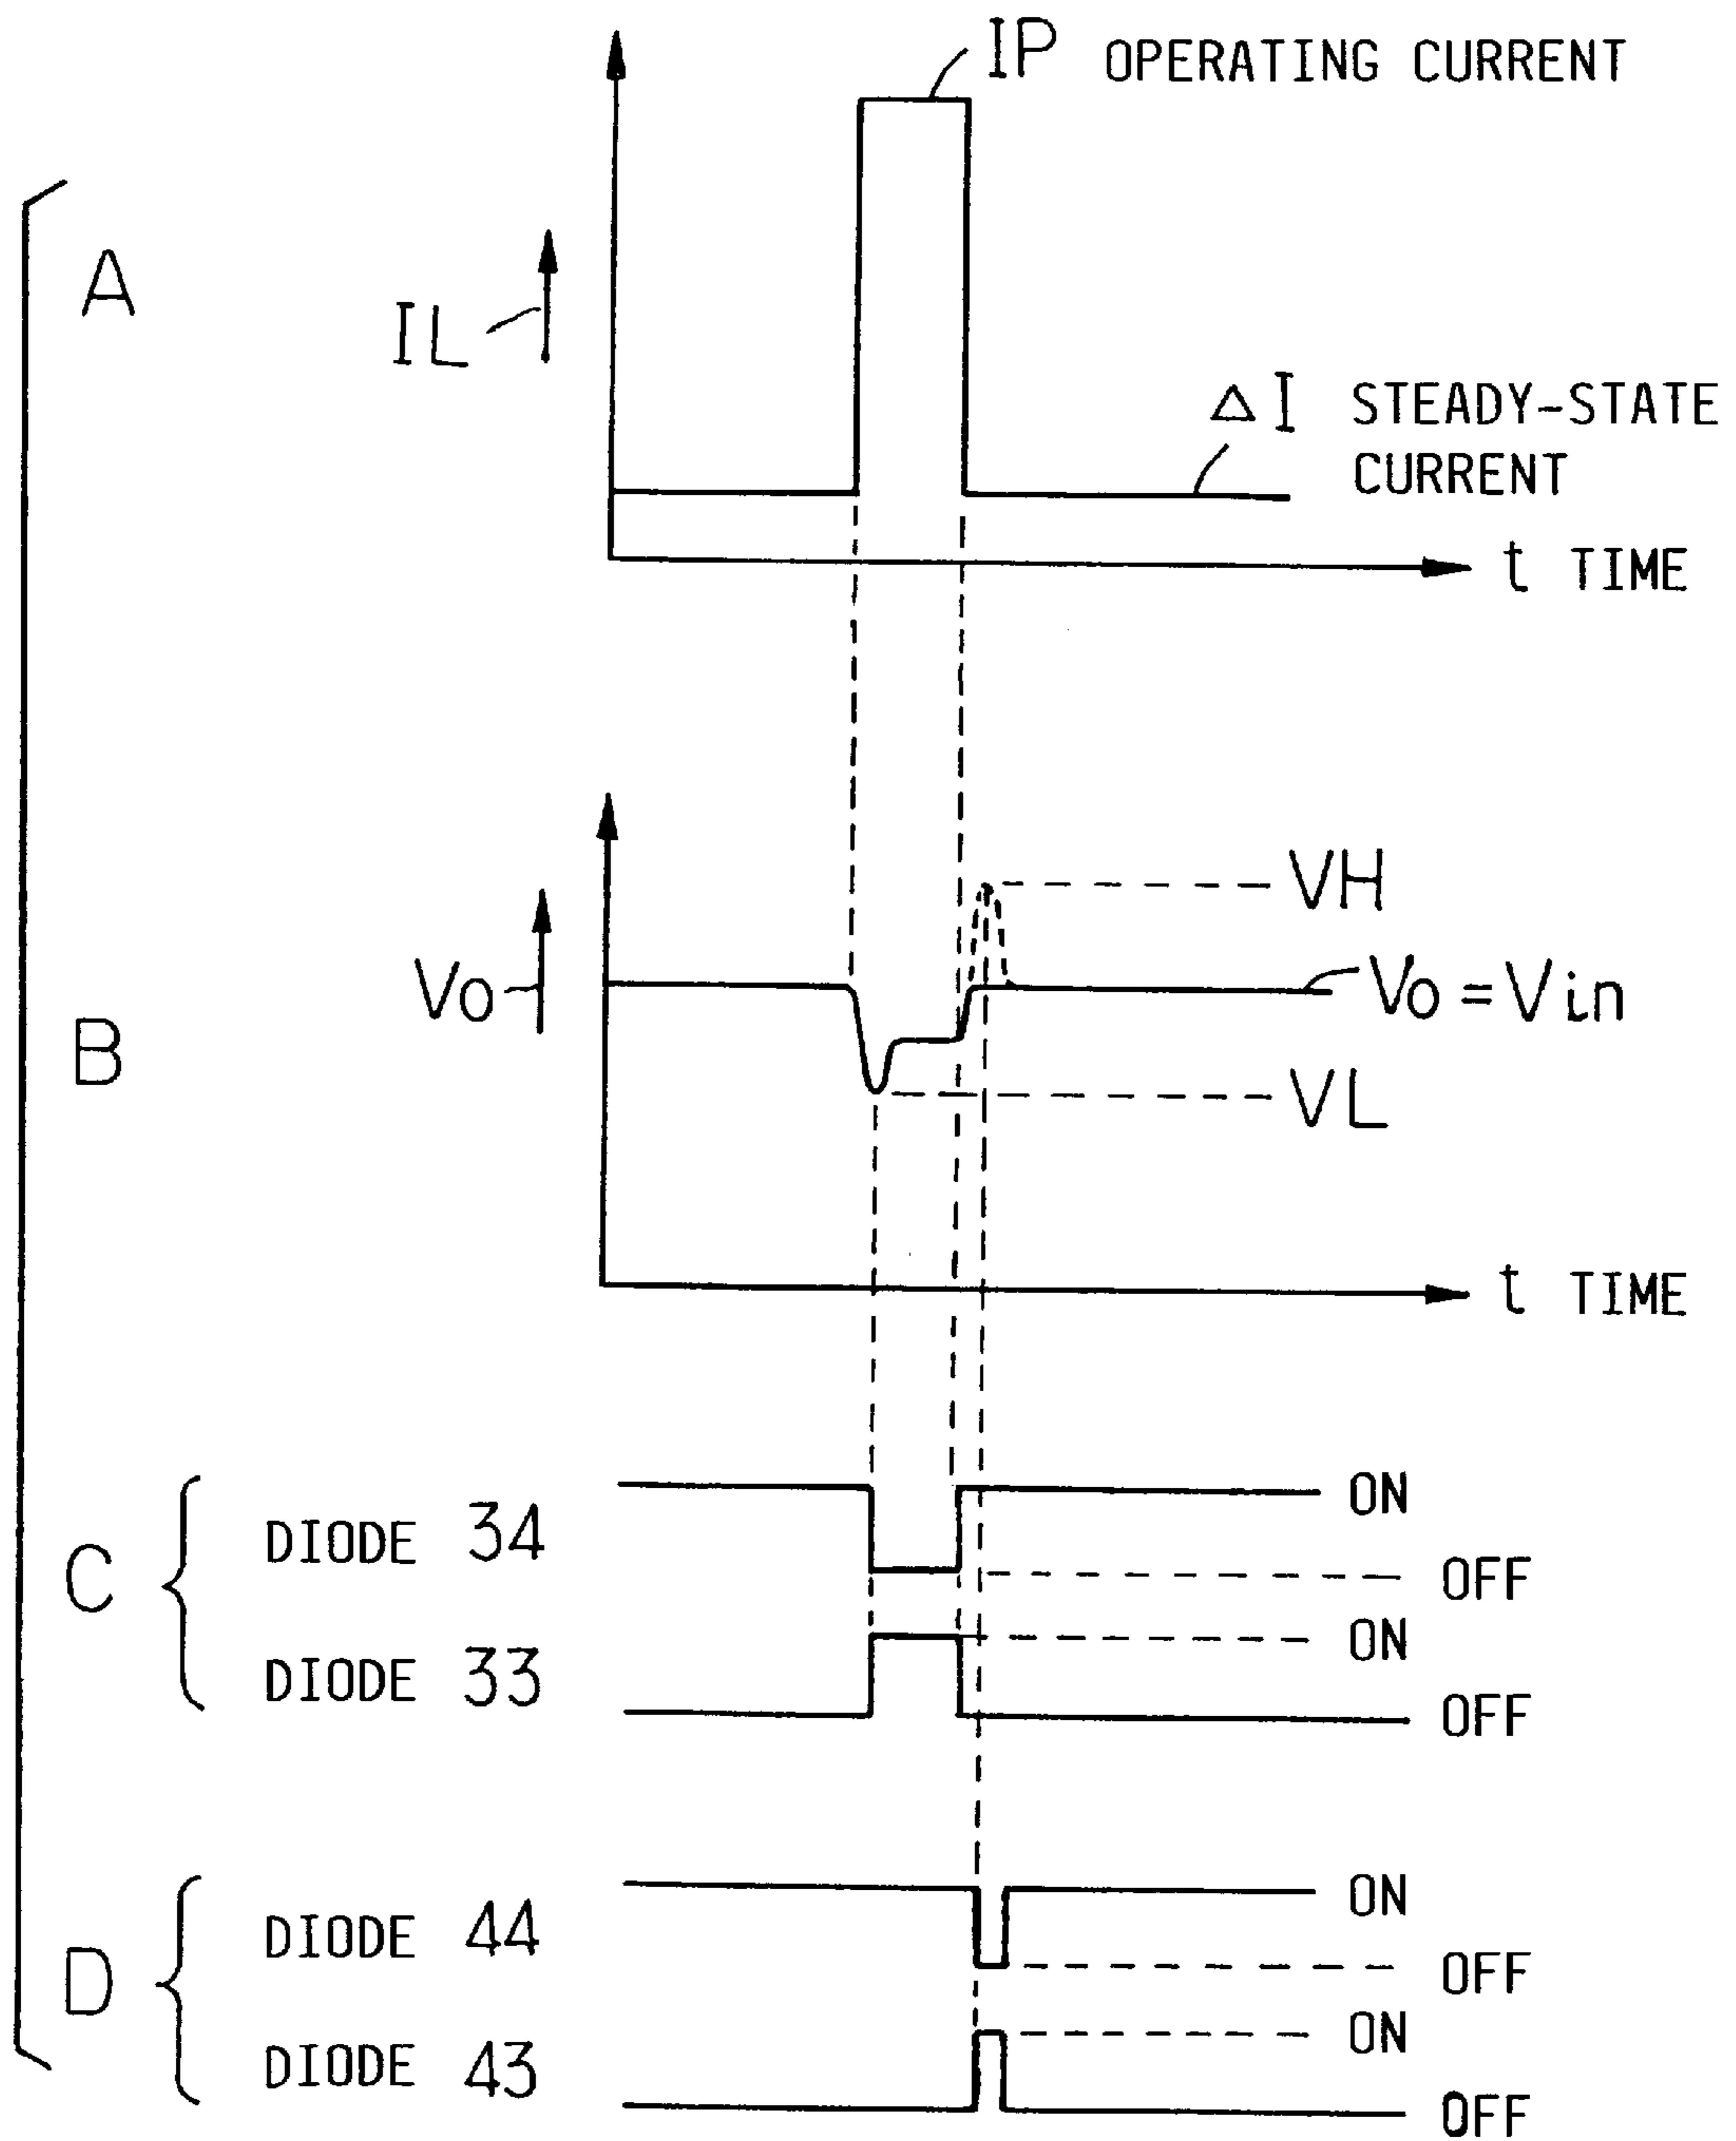 IP OPERATING CURRENT
A
IL
ΔI STEADY-STATE
CURRENT
t TIME
VH
Vo
Vo = Vin
B
VL
t TIME
ON
DIODE 34
OFF
C
ON
DIODE 33
OFF
ON
DIODE 44
OFF
D
ON
DIODE 43
OFF